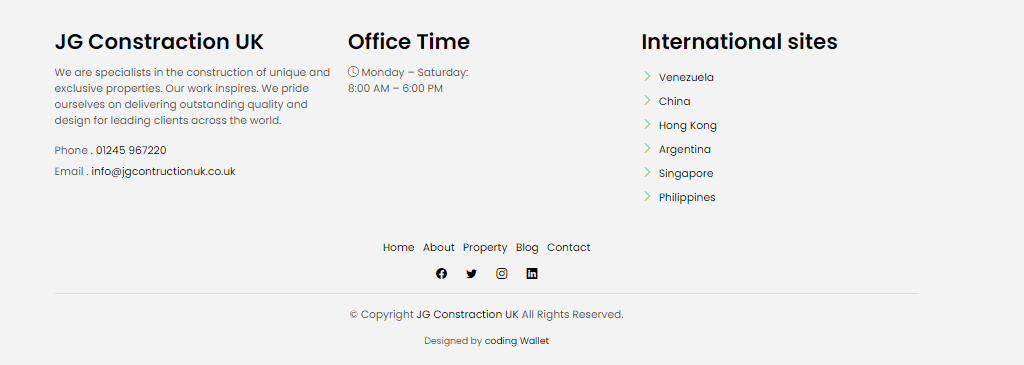 JG Constraction UK
We are specialists in the construction of unique and
exclusive properties. Our work inspires. We pride
ourselves on delivering outstanding quality and
design for leading clients across the world.
Phone . 01245 967220
Email . info@jgcontructionuk.co.uk
Office Time
Monday – Saturday:
8:00 AM – 6:00 PM
International sites
Venezuela
China
Hong Kong
Argentina
Singapore
Philippines
Home About Property Blog Contact
© Copyright JG Constraction UK All Rights Reserved.
Designed by coding Wallet